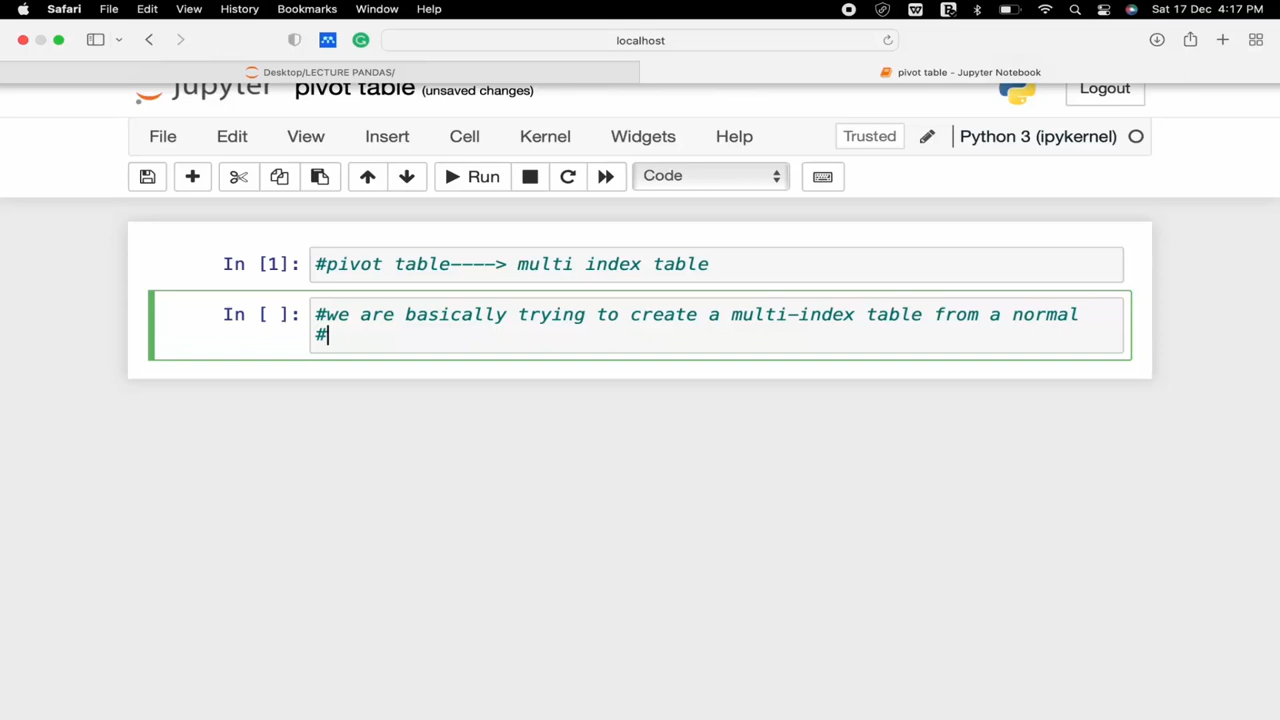 Safari File Edit View History Bookmarks Window Help Sat 17 Dec 4:17 PM
localhost
Desktop/LECTURE PANDAS/ pivot table - Jupyter Notebook
jupyter pivot table (unsaved changes) Logout
File Edit View Insert Cell Kernel Widgets Help Trusted Python 3 (ipykernel)
Run Code
In [1]: #pivot table----> multi index table
In [ ]: #we are basically trying to create a multi-index table from a normal
#